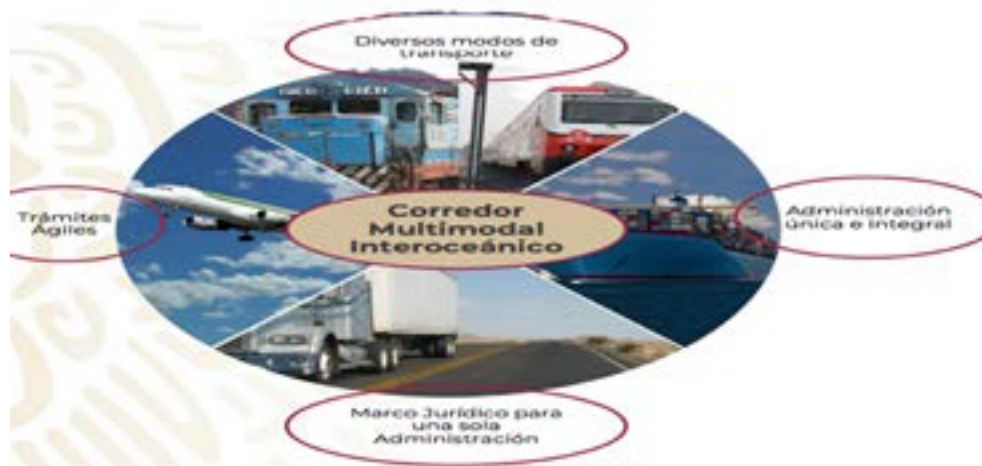 Diversos modos de
transporte
Trámites
Ágiles
Corredor
Multimodal
Interoceánico
Administración
única e integral
Marco Jurídico para
una sola
Administración